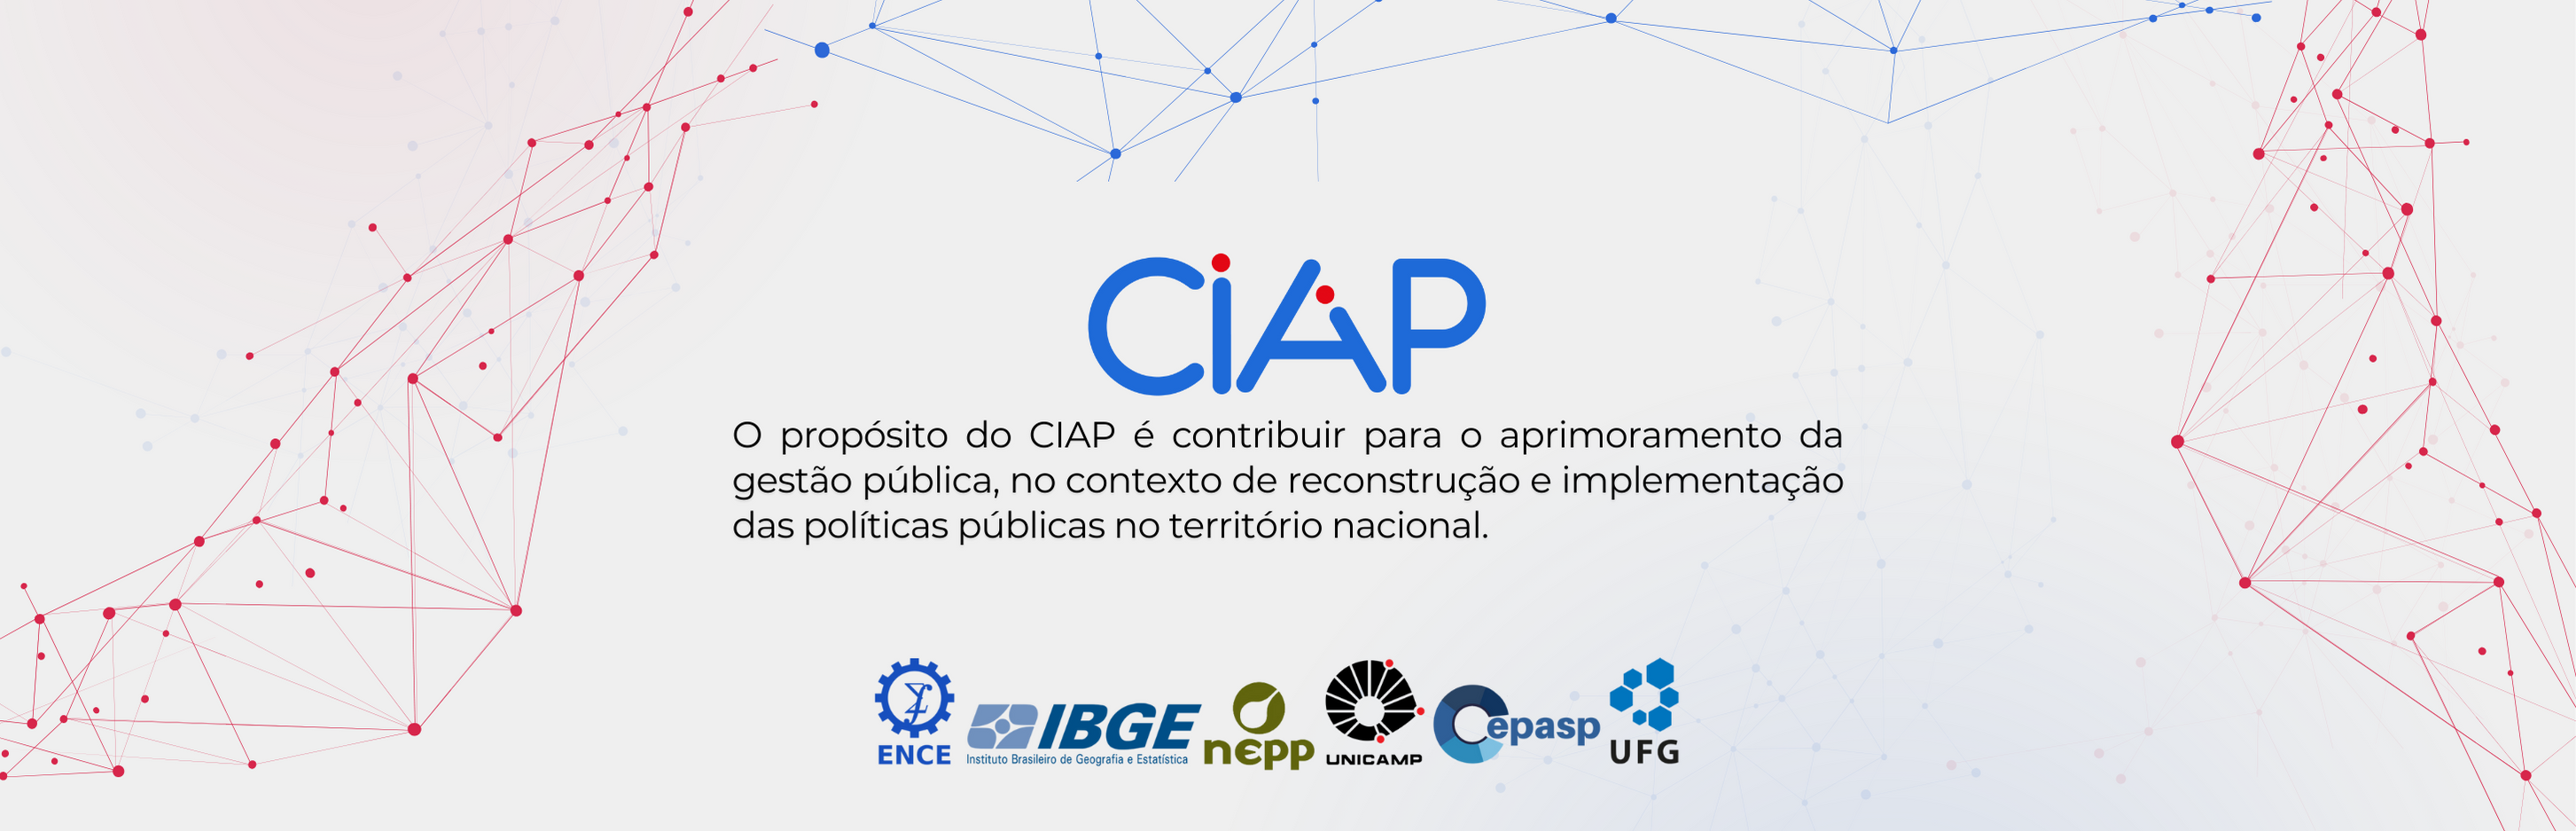 CiAP
O propósito do CIAP é contribuir para o aprimoramento da
gestão pública, no contexto de reconstrução e implementação
das políticas públicas no território nacional.
ENCE
IBGE
Instituto Brasileiro de Geografia e Estatística
nepp
UNICAMP
Cepasp
UFG